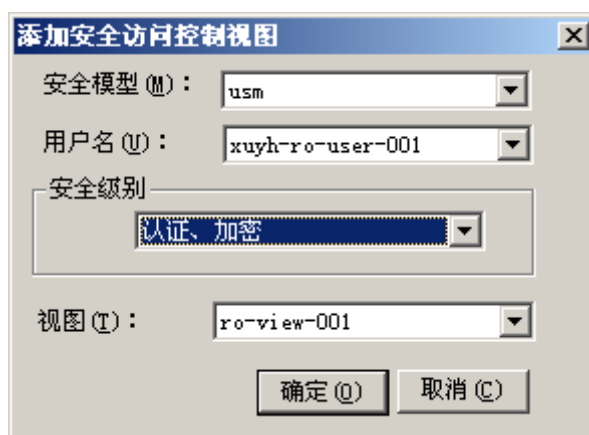 添加安全访问控制视图
安全模型(M)：
usm
用户名(U)：
xuyh-ro-user-001
安全级别
认证、加密
视图(T)：
ro-view-001
确定(O)
取消(C)